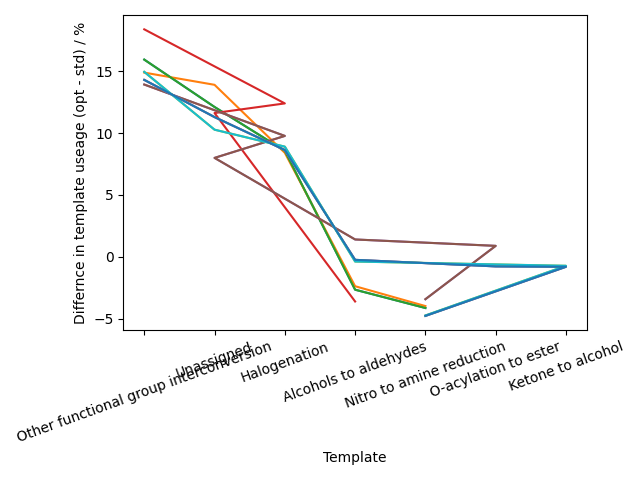 Differnce in template useage (opt - std) / %
15
10
5
0
−5
Other functional group interconversion
Unassigned
Halogenation
Alcohols to aldehydes
Nitro to amine reduction
O-acylation to ester
Ketone to alcohol
Template